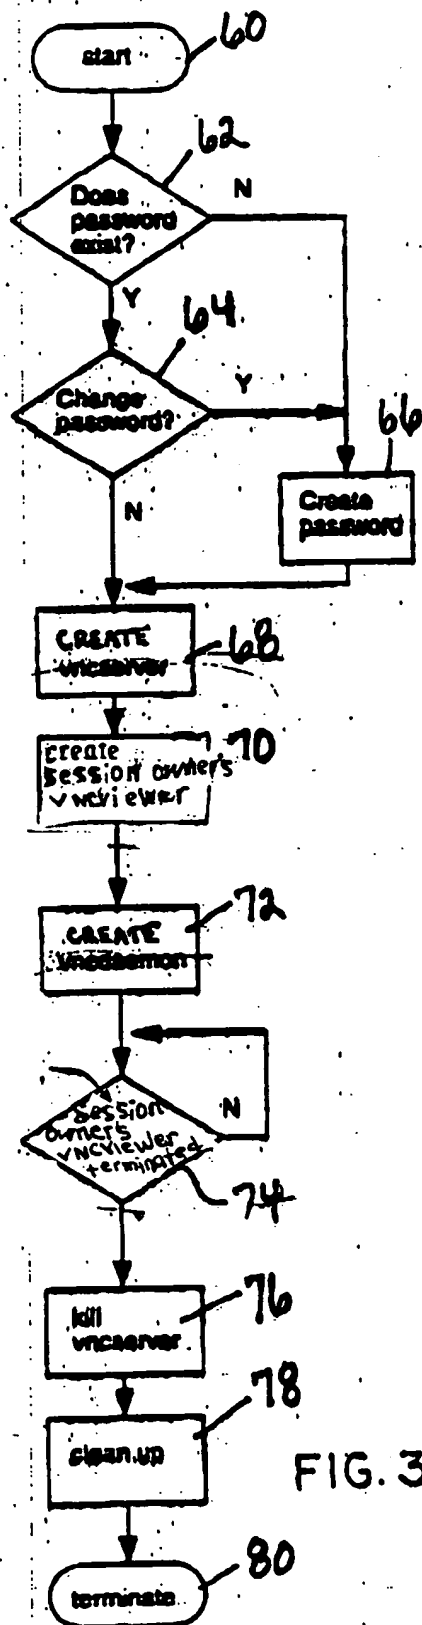 60
start
62
Does
password
exist?
N
Y
64
Change
password?
Y
N
66
Create
password
CREATE
vncserver
68
create
session owner's
vncviewer
70
72
CREATE
vncdaemon
Session
owner's
vncviewer
terminated
N
74
76
kill
vncserver
78
clean up
FIG. 3
80
terminate